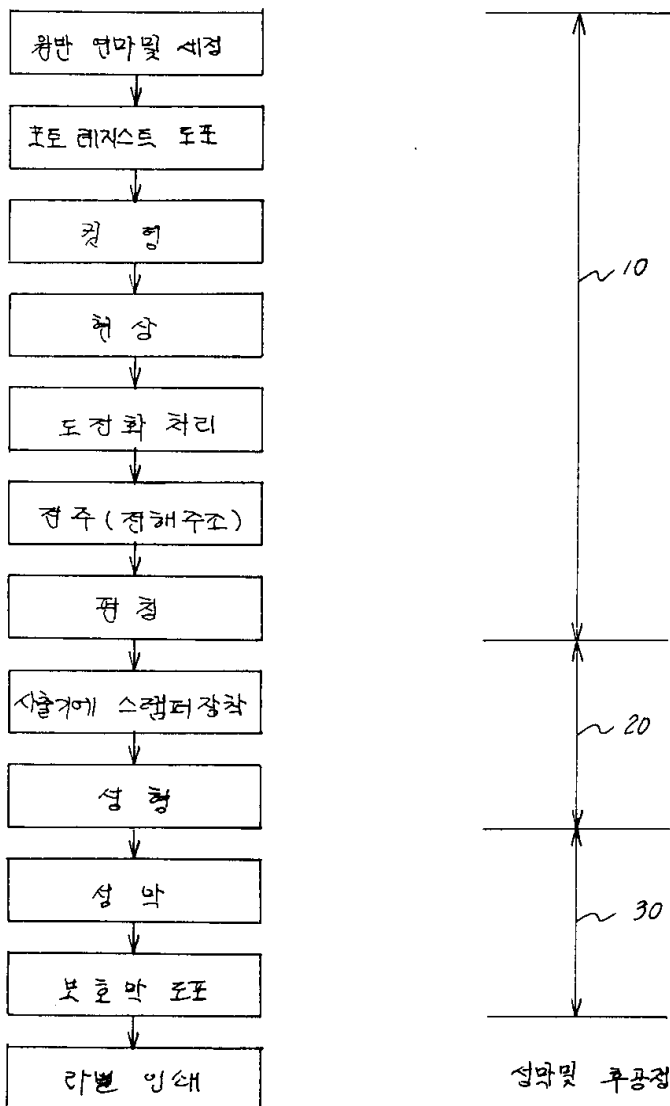 원반 연마및 세정
포토 레지스트 도포
컷팅
현상
도전화 처리
전주 (전해주조)
펀칭
사출기에 스탬퍼장착
성형
성막
보호막 도포
라벨 인쇄
10
20
30
성막및 후공정